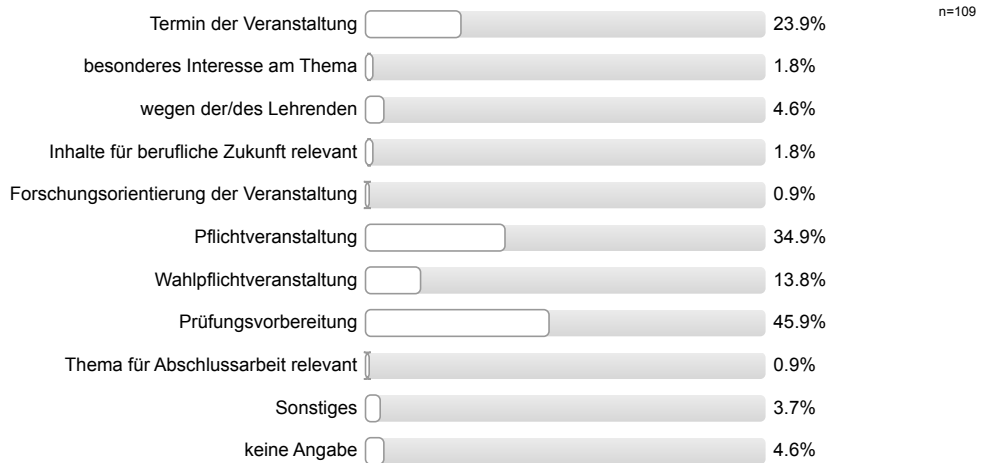 n=109
Termin der Veranstaltung 23.9%
besonderes Interesse am Thema 1.8%
wegen der/des Lehrenden 4.6%
Inhalte für berufliche Zukunft relevant 1.8%
Forschungsorientierung der Veranstaltung 0.9%
Pflichtveranstaltung 34.9%
Wahlpflichtveranstaltung 13.8%
Prüfungsvorbereitung 45.9%
Thema für Abschlussarbeit relevant 0.9%
Sonstiges 3.7%
keine Angabe 4.6%